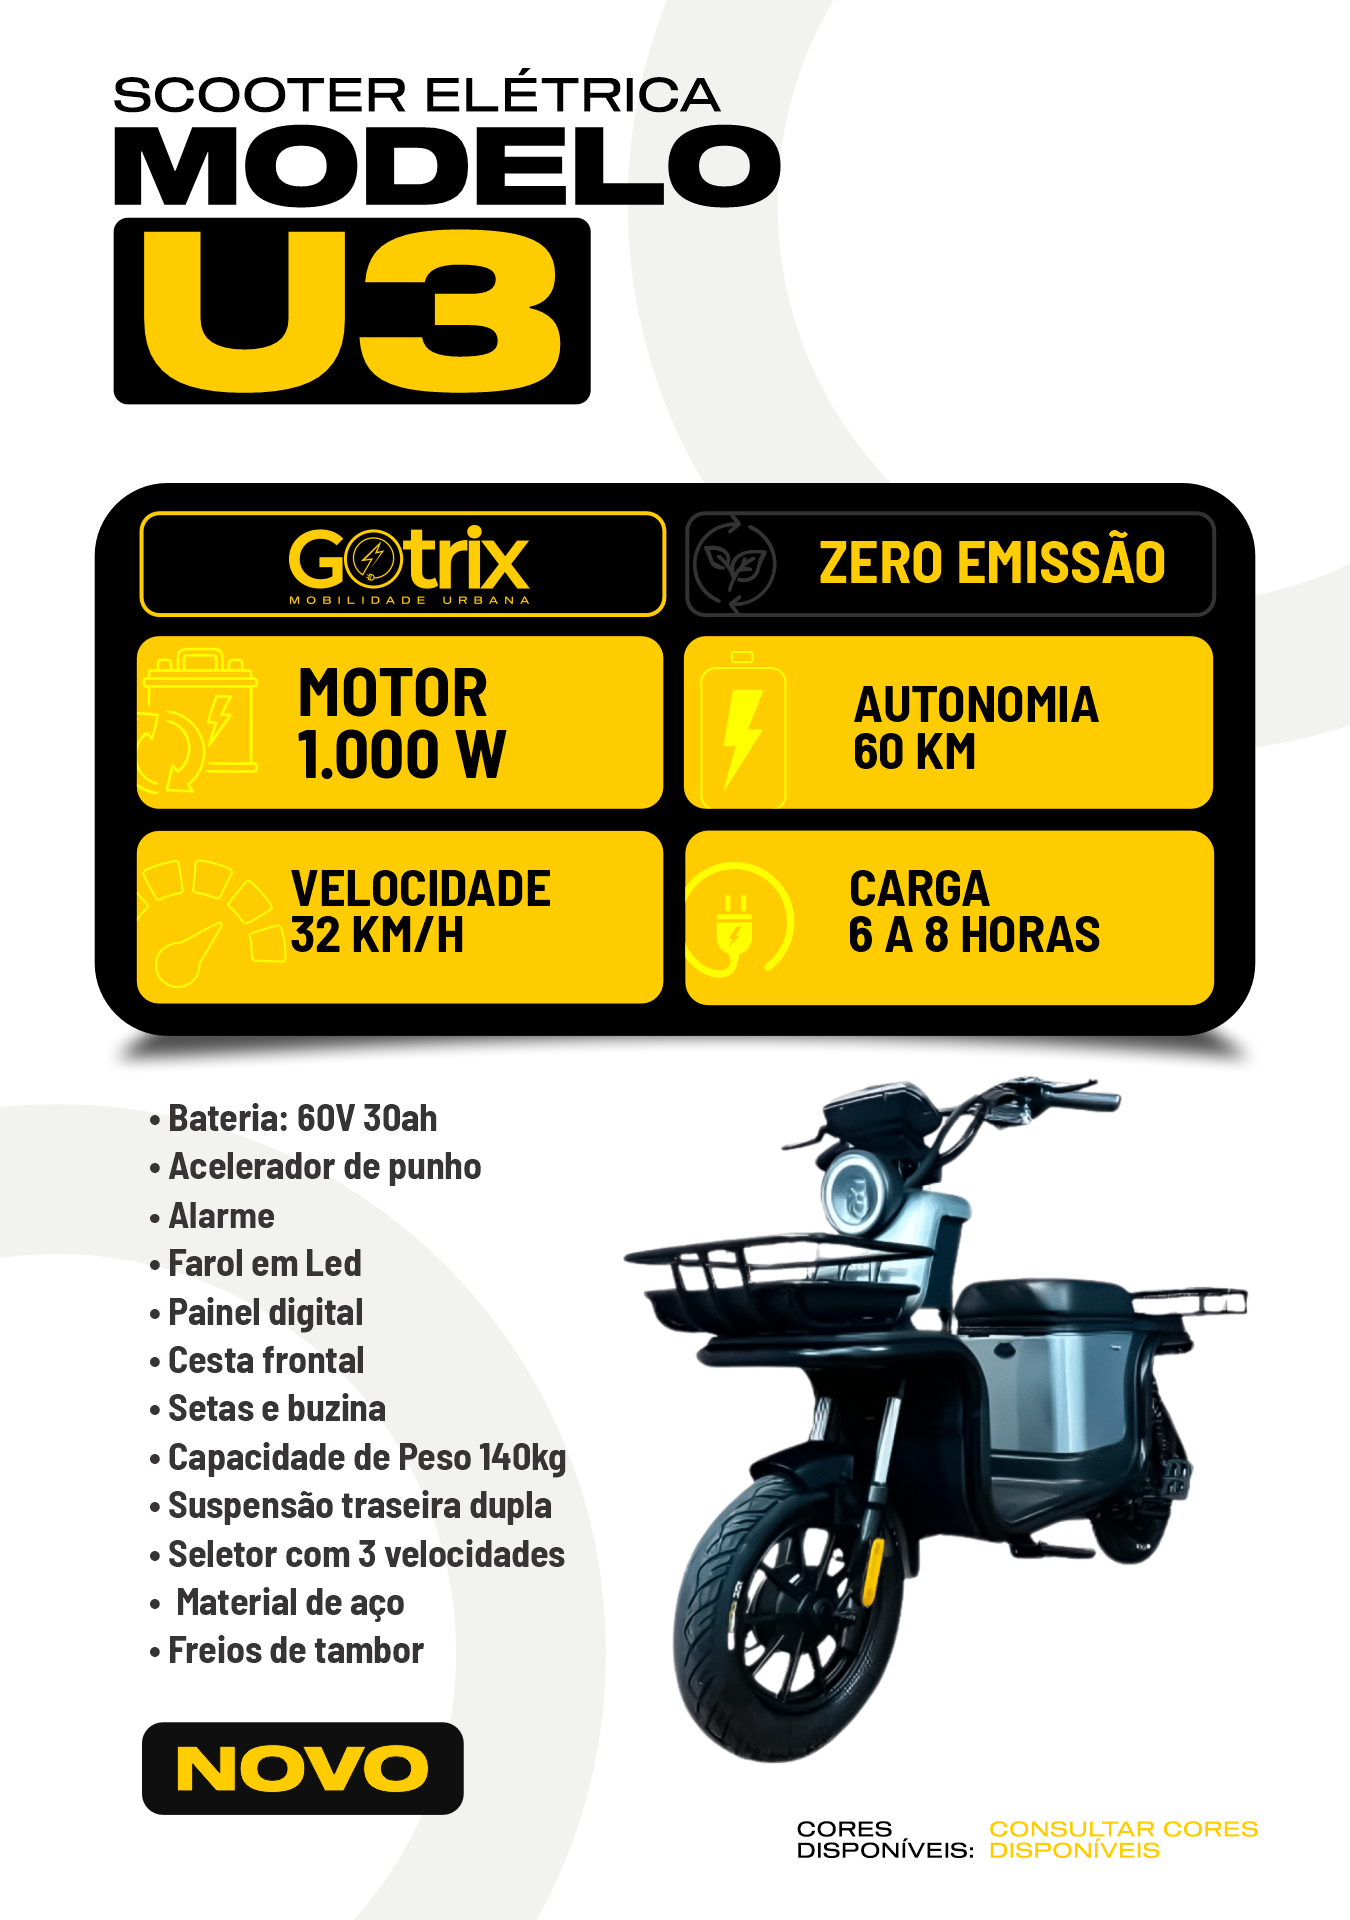 SCOOTER ELÉTRICA
MODELO
U3
GOtrix
MOBILIDADE URBANA
ZERO EMISSÃO
MOTOR
1.000 W
AUTONOMIA
60 KM
VELOCIDADE
32 KM/H
CARGA
6 A 8 HORAS
• Bateria: 60V 30ah
• Acelerador de punho
• Alarme
• Farol em Led
• Painel digital
• Cesta frontal
• Setas e buzina
• Capacidade de Peso 140kg
• Suspensão traseira dupla
• Seletor com 3 velocidades
• Material de aço
• Freios de tambor
NOVO
CORES
DISPONÍVEIS:
CONSULTAR CORES
DISPONÍVEIS